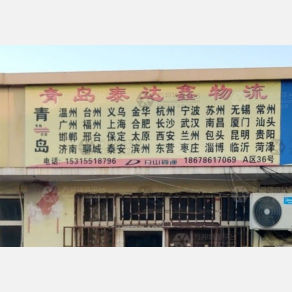 青岛泰达鑫物流
青岛
温州 台州 义乌 金华 杭州 宁波 苏州 无锡 常州
广州 福州 上海 合肥 长沙 武汉 南昌 厦门 汕头
邯郸 邢台 保定 太原 西安 兰州 包头 昆明 贵阳
济南 聊城 泰安 滨州 东营 枣庄 淄博 临沂 菏泽
电话: 15315518796 18678617069 A区36号